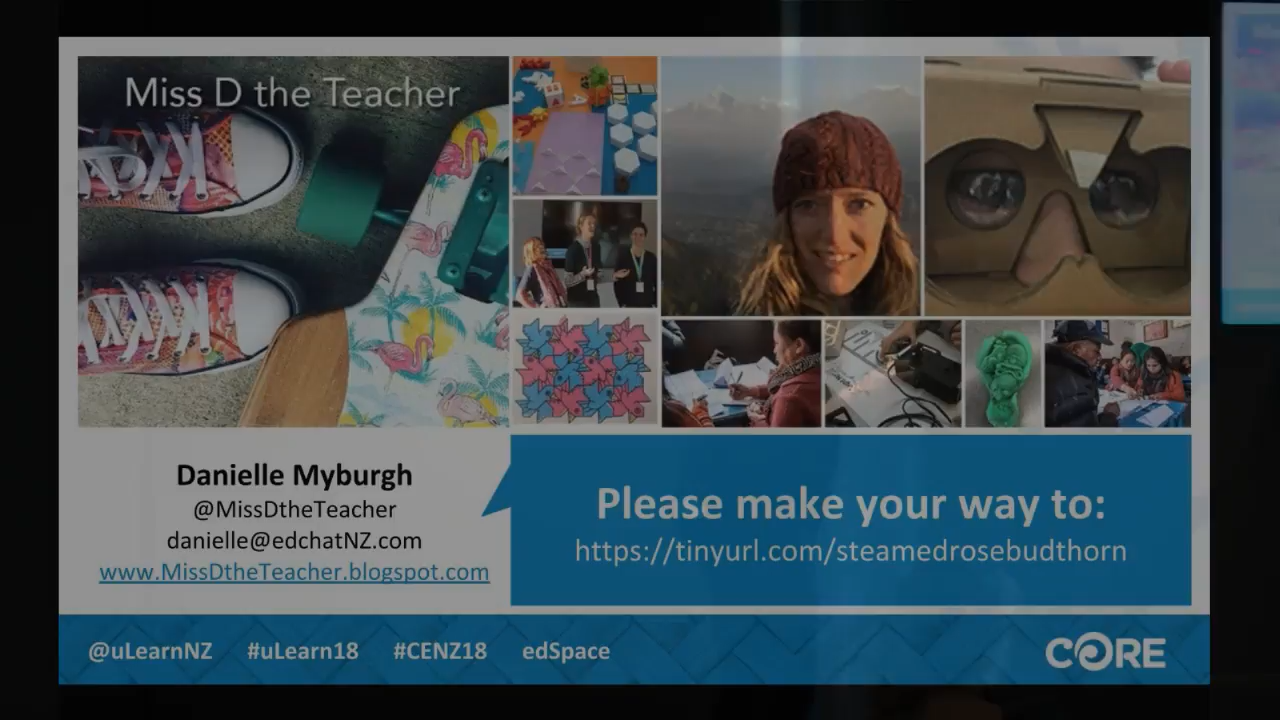 Miss D the Teacher
Danielle Myburgh
@MissDtheTeacher
danielle@edchatNZ.com
www.MissDtheTeacher.blogspot.com
Please make your way to:
https://tinyurl.com/steamedrosebudthorn
@uLearnNZ #uLearn18 #CENZ18 edSpace
CORE